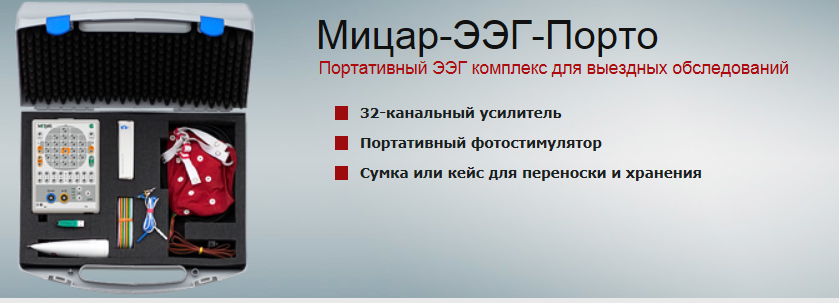 Мицар-ЭЭГ-Порто
Портативный ЭЭГ комплекс для выездных обследований
32-канальный усилитель
Портативный фотостимулятор
Сумка или кейс для переноски и хранения